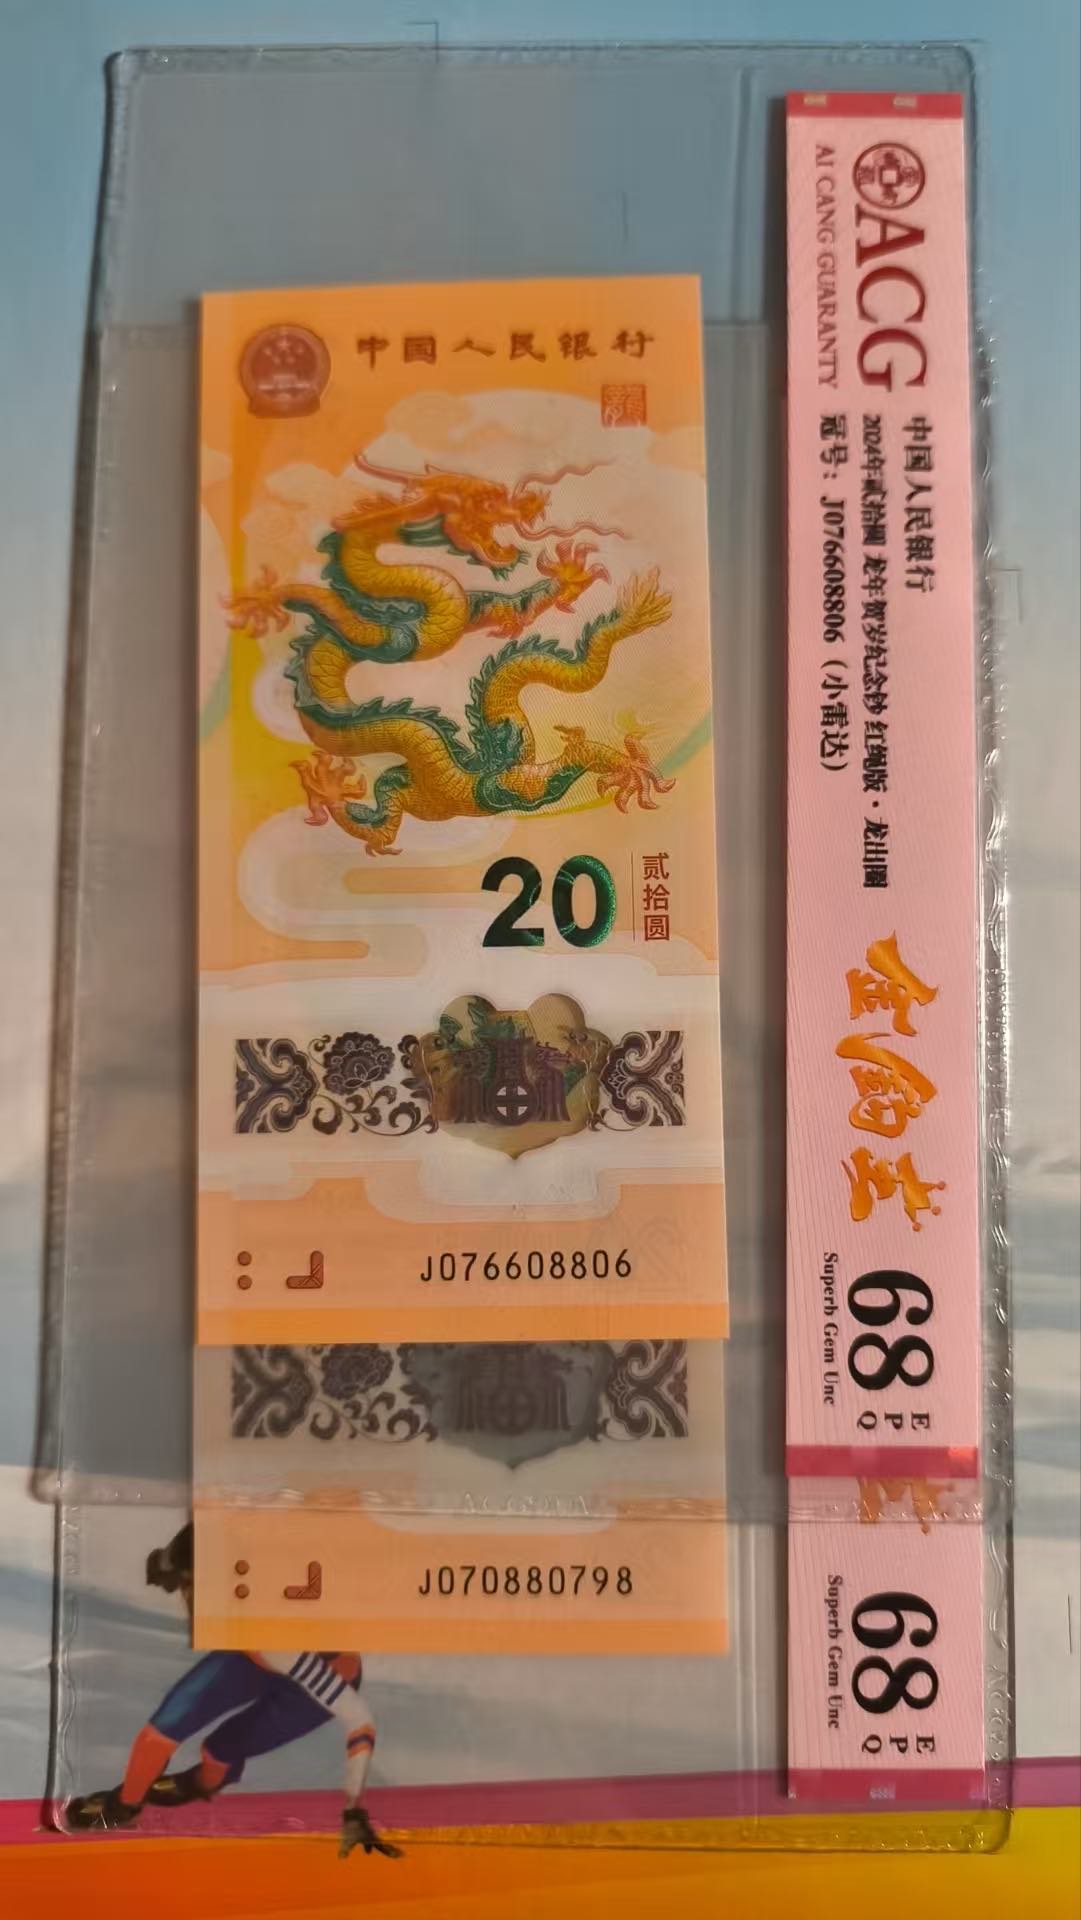 中国人民银行
20 贰拾圆
J076608806
J070880798
ACG
AI CANG GUARANTY
中国人民银行
2024年贰拾圆 龙年贺岁纪念钞 红绳版·龙出圈
冠号：J076608806（小雷达）
68 EPQ
Superb Gem Unc
68 EPQ
Superb Gem Unc